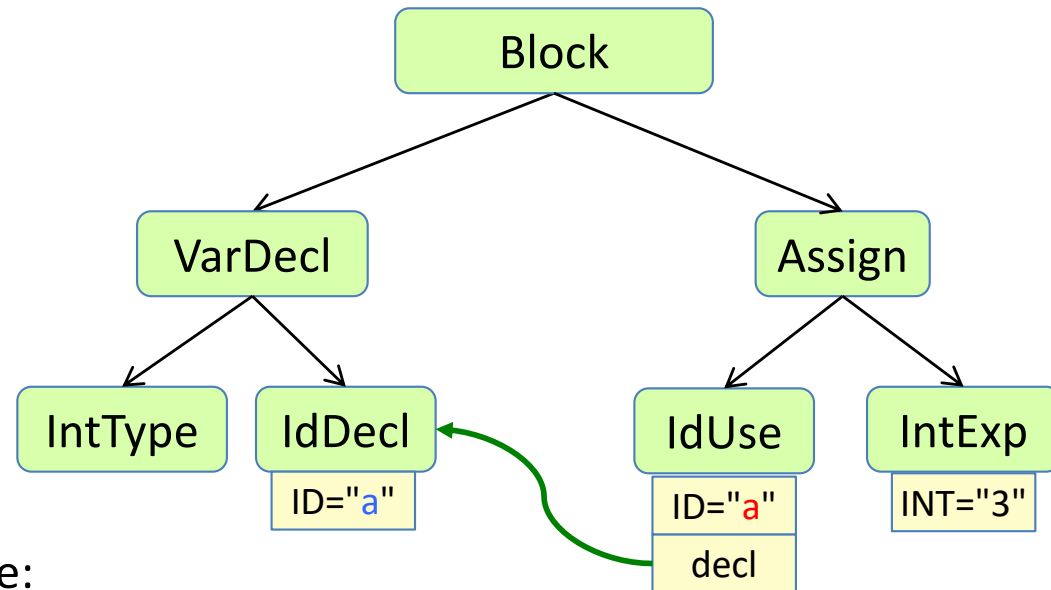 Block
VarDecl
Assign
IntType
IdDecl
IdUse
IntExp
ID="a"
ID="a"
INT="3"
decl
e: